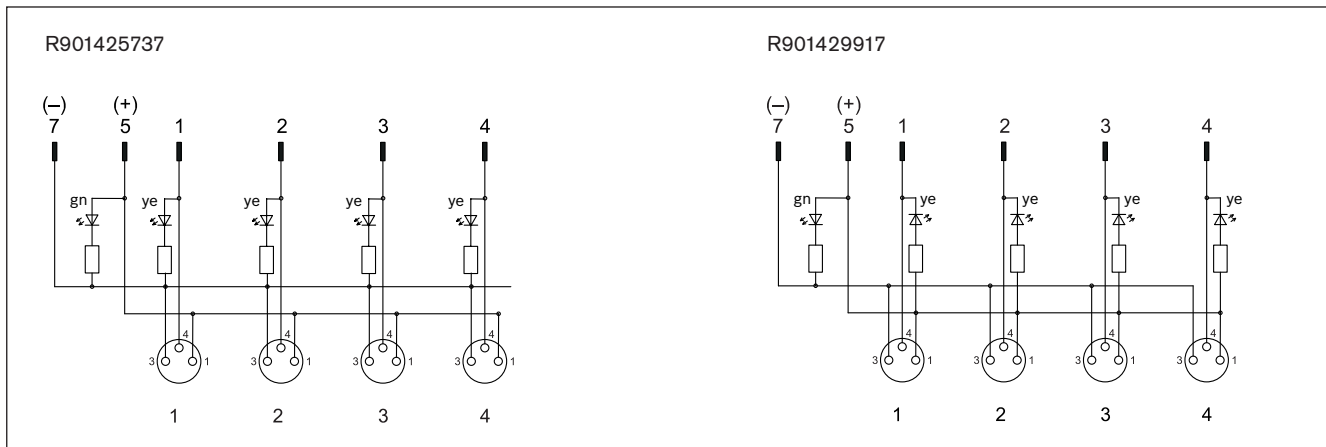 R901425737
R901429917
(–) (+)
7 5 1 2 3 4
(–) (+)
7 5 1 2 3 4
gn ye ye ye ye
gn ye ye ye ye
4 4 4 4
3 1 3 1 3 1 3 1
4 4 4 4
3 1 3 1 3 1 3 1
1 2 3 4
1 2 3 4